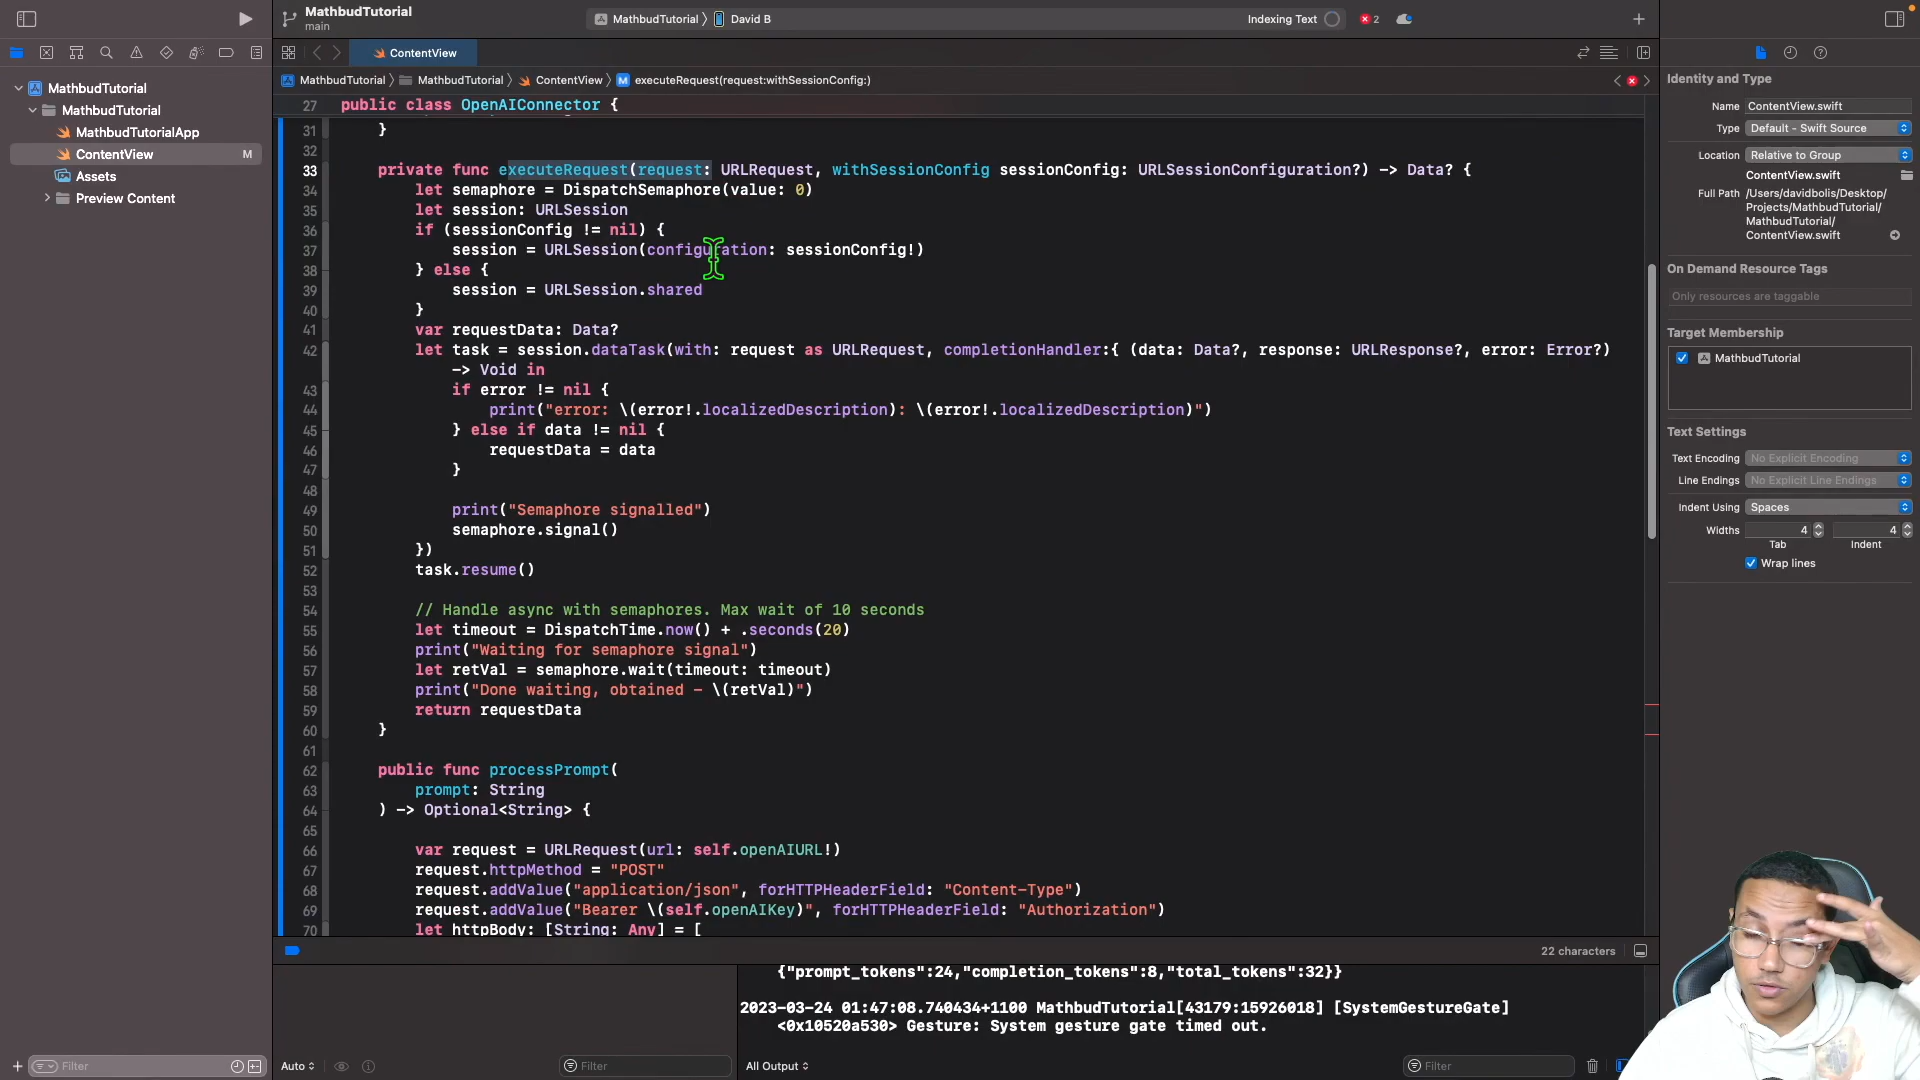 MathbudTutorial
main
MathbudTutorial 〉 David B
Indexing Text
2
ContentView
MathbudTutorial 〉 MathbudTutorial 〉 ContentView 〉 M executeRequest(request:withSessionConfig:)
MathbudTutorial
MathbudTutorial
MathbudTutorialApp
ContentView M
Assets
Preview Content
27 public class OpenAIConnector {
31 }
32
33 private func executeRequest(request: URLRequest, withSessionConfig sessionConfig: URLSessionConfiguration?) -> Data? {
34 let semaphore = DispatchSemaphore(value: 0)
35 let session: URLSession
36 if (sessionConfig != nil) {
37 session = URLSession(configuration: sessionConfig!)
38 } else {
39 session = URLSession.shared
40 }
41 var requestData: Data?
42 let task = session.dataTask(with: request as URLRequest, completionHandler:{ (data: Data?, response: URLResponse?, error: Error?)
-> Void in
43 if error != nil {
44 print("error: \(error!.localizedDescription): \(error!.localizedDescription)")
45 } else if data != nil {
46 requestData = data
47 }
48
49 print("Semaphore signalled")
50 semaphore.signal()
51 })
52 task.resume()
53
54 // Handle async with semaphores. Max wait of 10 seconds
55 let timeout = DispatchTime.now() + .seconds(20)
56 print("Waiting for semaphore signal")
57 let retVal = semaphore.wait(timeout: timeout)
58 print("Done waiting, obtained - \(retVal)")
59 return requestData
60 }
61
62 public func processPrompt(
63 prompt: String
64 ) -> Optional<String> {
65
66 var request = URLRequest(url: self.openAIURL!)
67 request.httpMethod = "POST"
68 request.addValue("application/json", forHTTPHeaderField: "Content-Type")
69 request.addValue("Bearer \(self.openAIKey)", forHTTPHeaderField: "Authorization")
70 let httpBody: [String: Any] = [
22 characters
{"prompt_tokens":24,"completion_tokens":8,"total_tokens":32}}
2023-03-24 01:47:08.740434+1100 MathbudTutorial[43179:15926018] [SystemGestureGate]
<0x10520a530> Gesture: System gesture gate timed out.
Filter
Auto
Filter
All Output
Filter
Identity and Type
Name ContentView.swift
Type Default - Swift Source
Location Relative to Group
ContentView.swift
Full Path /Users/davidbolis/Desktop/
Projects/MathbudTutorial/
MathbudTutorial/
ContentView.swift
On Demand Resource Tags
Only resources are taggable
Target Membership
MathbudTutorial
Text Settings
Text Encoding No Explicit Encoding
Line Endings No Explicit Line Endings
Indent Using Spaces
Widths 4 4
Tab Indent
Wrap lines